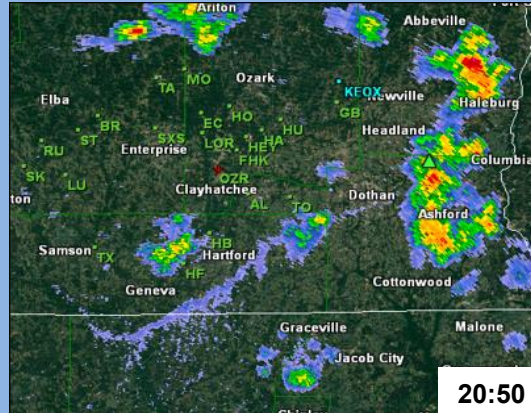 Ariton
Abbeville
MO
TA
Ozark
KEOX
Elba
Newville
GB
Haleburg
BR
EC
HO
ST
SXS
HU
Headland
RU
Enterprise
LOR
HA
FHK
Columbia
SK
LU
OZR
Clayhatchee
ton
AL
TO
Dothan
Ashford
Samson
TX
HB
Hartford
HF
Geneva
Cottonwood
Graceville
Malone
Jacob City
20:50